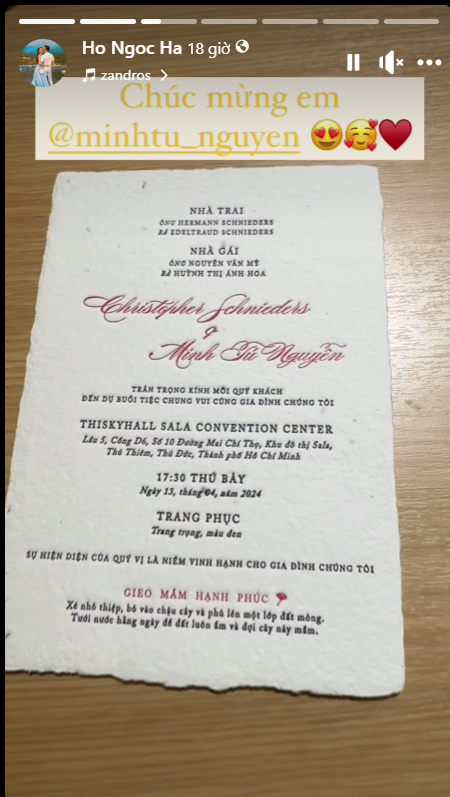 Ho Ngoc Ha 18 giờ
zandros
Chúc mừng em
@minhtu_nguyen 😍🥰♥️
NHÀ TRAI
ÔNG HERMANN SCHNIEDERS
BÀ EDELTRAUD SCHNIEDERS
NHÀ GÁI
ÔNG NGUYỄN VĂN MỸ
BÀ HUỲNH THỊ ÁNH HOA
Christopher Schnieders
&
Minh Tú Nguyễn
TRÂN TRỌNG KÍNH MỜI QUÝ KHÁCH
ĐẾN DỰ BUỔI TIỆC CHUNG VUI CÙNG GIA ĐÌNH CHÚNG TÔI
THISKYHALL SALA CONVENTION CENTER
Lầu 5, Cổng D6, Số 10 Đường Mai Chí Thọ, Khu đô thị Sala,
Thủ Thiêm, Thủ Đức, Thành phố Hồ Chí Minh
17:30 THỨ BẢY
Ngày 13, tháng 04, năm 2024
TRANG PHỤC
Trang trọng, màu đen
SỰ HIỆN DIỆN CỦA QUÝ VỊ LÀ NIỀM VINH HẠNH CHO GIA ĐÌNH CHÚNG TÔI
GIEO MẦM HẠNH PHÚC
Xé nhỏ thiệp, bỏ vào chậu cây và phủ lên một lớp đất mỏng.
Tưới nước hằng ngày để đất luôn ẩm và đợi cây nảy mầm.